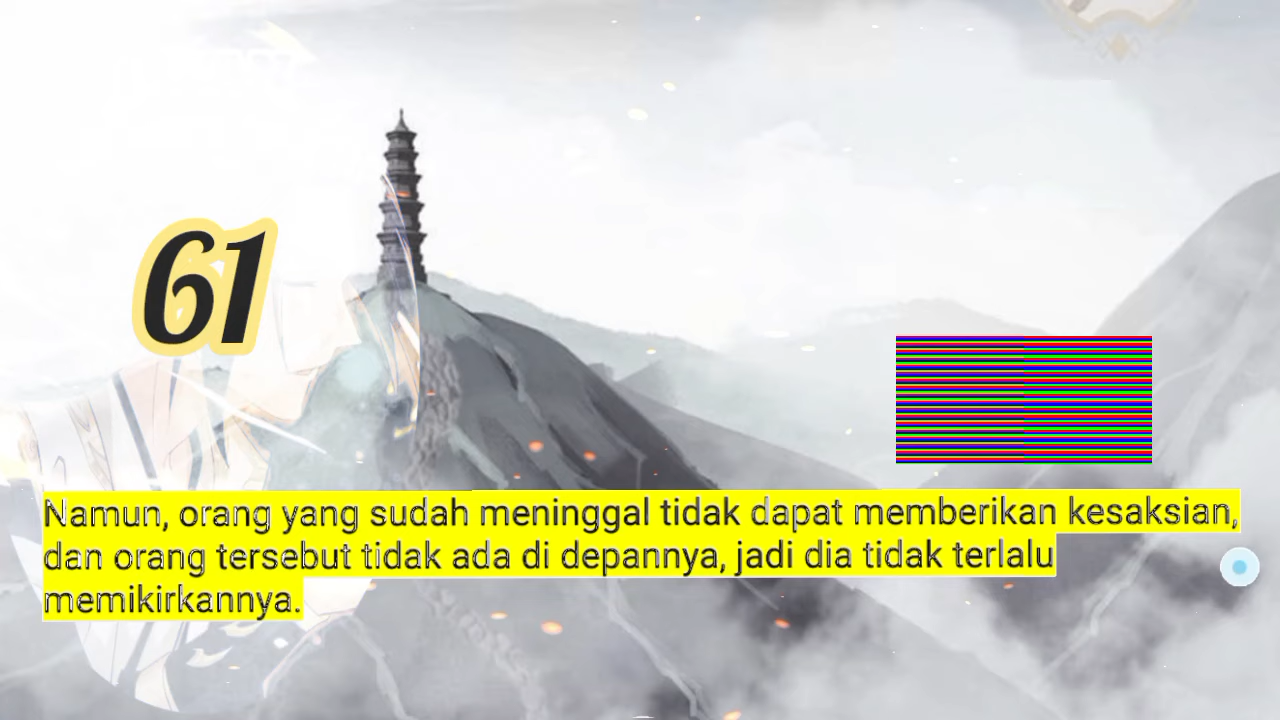 61
Namun, orang yang sudah meninggal tidak dapat memberikan kesaksian,
dan orang tersebut tidak ada di depannya, jadi dia tidak terlalu
memikirkannya.